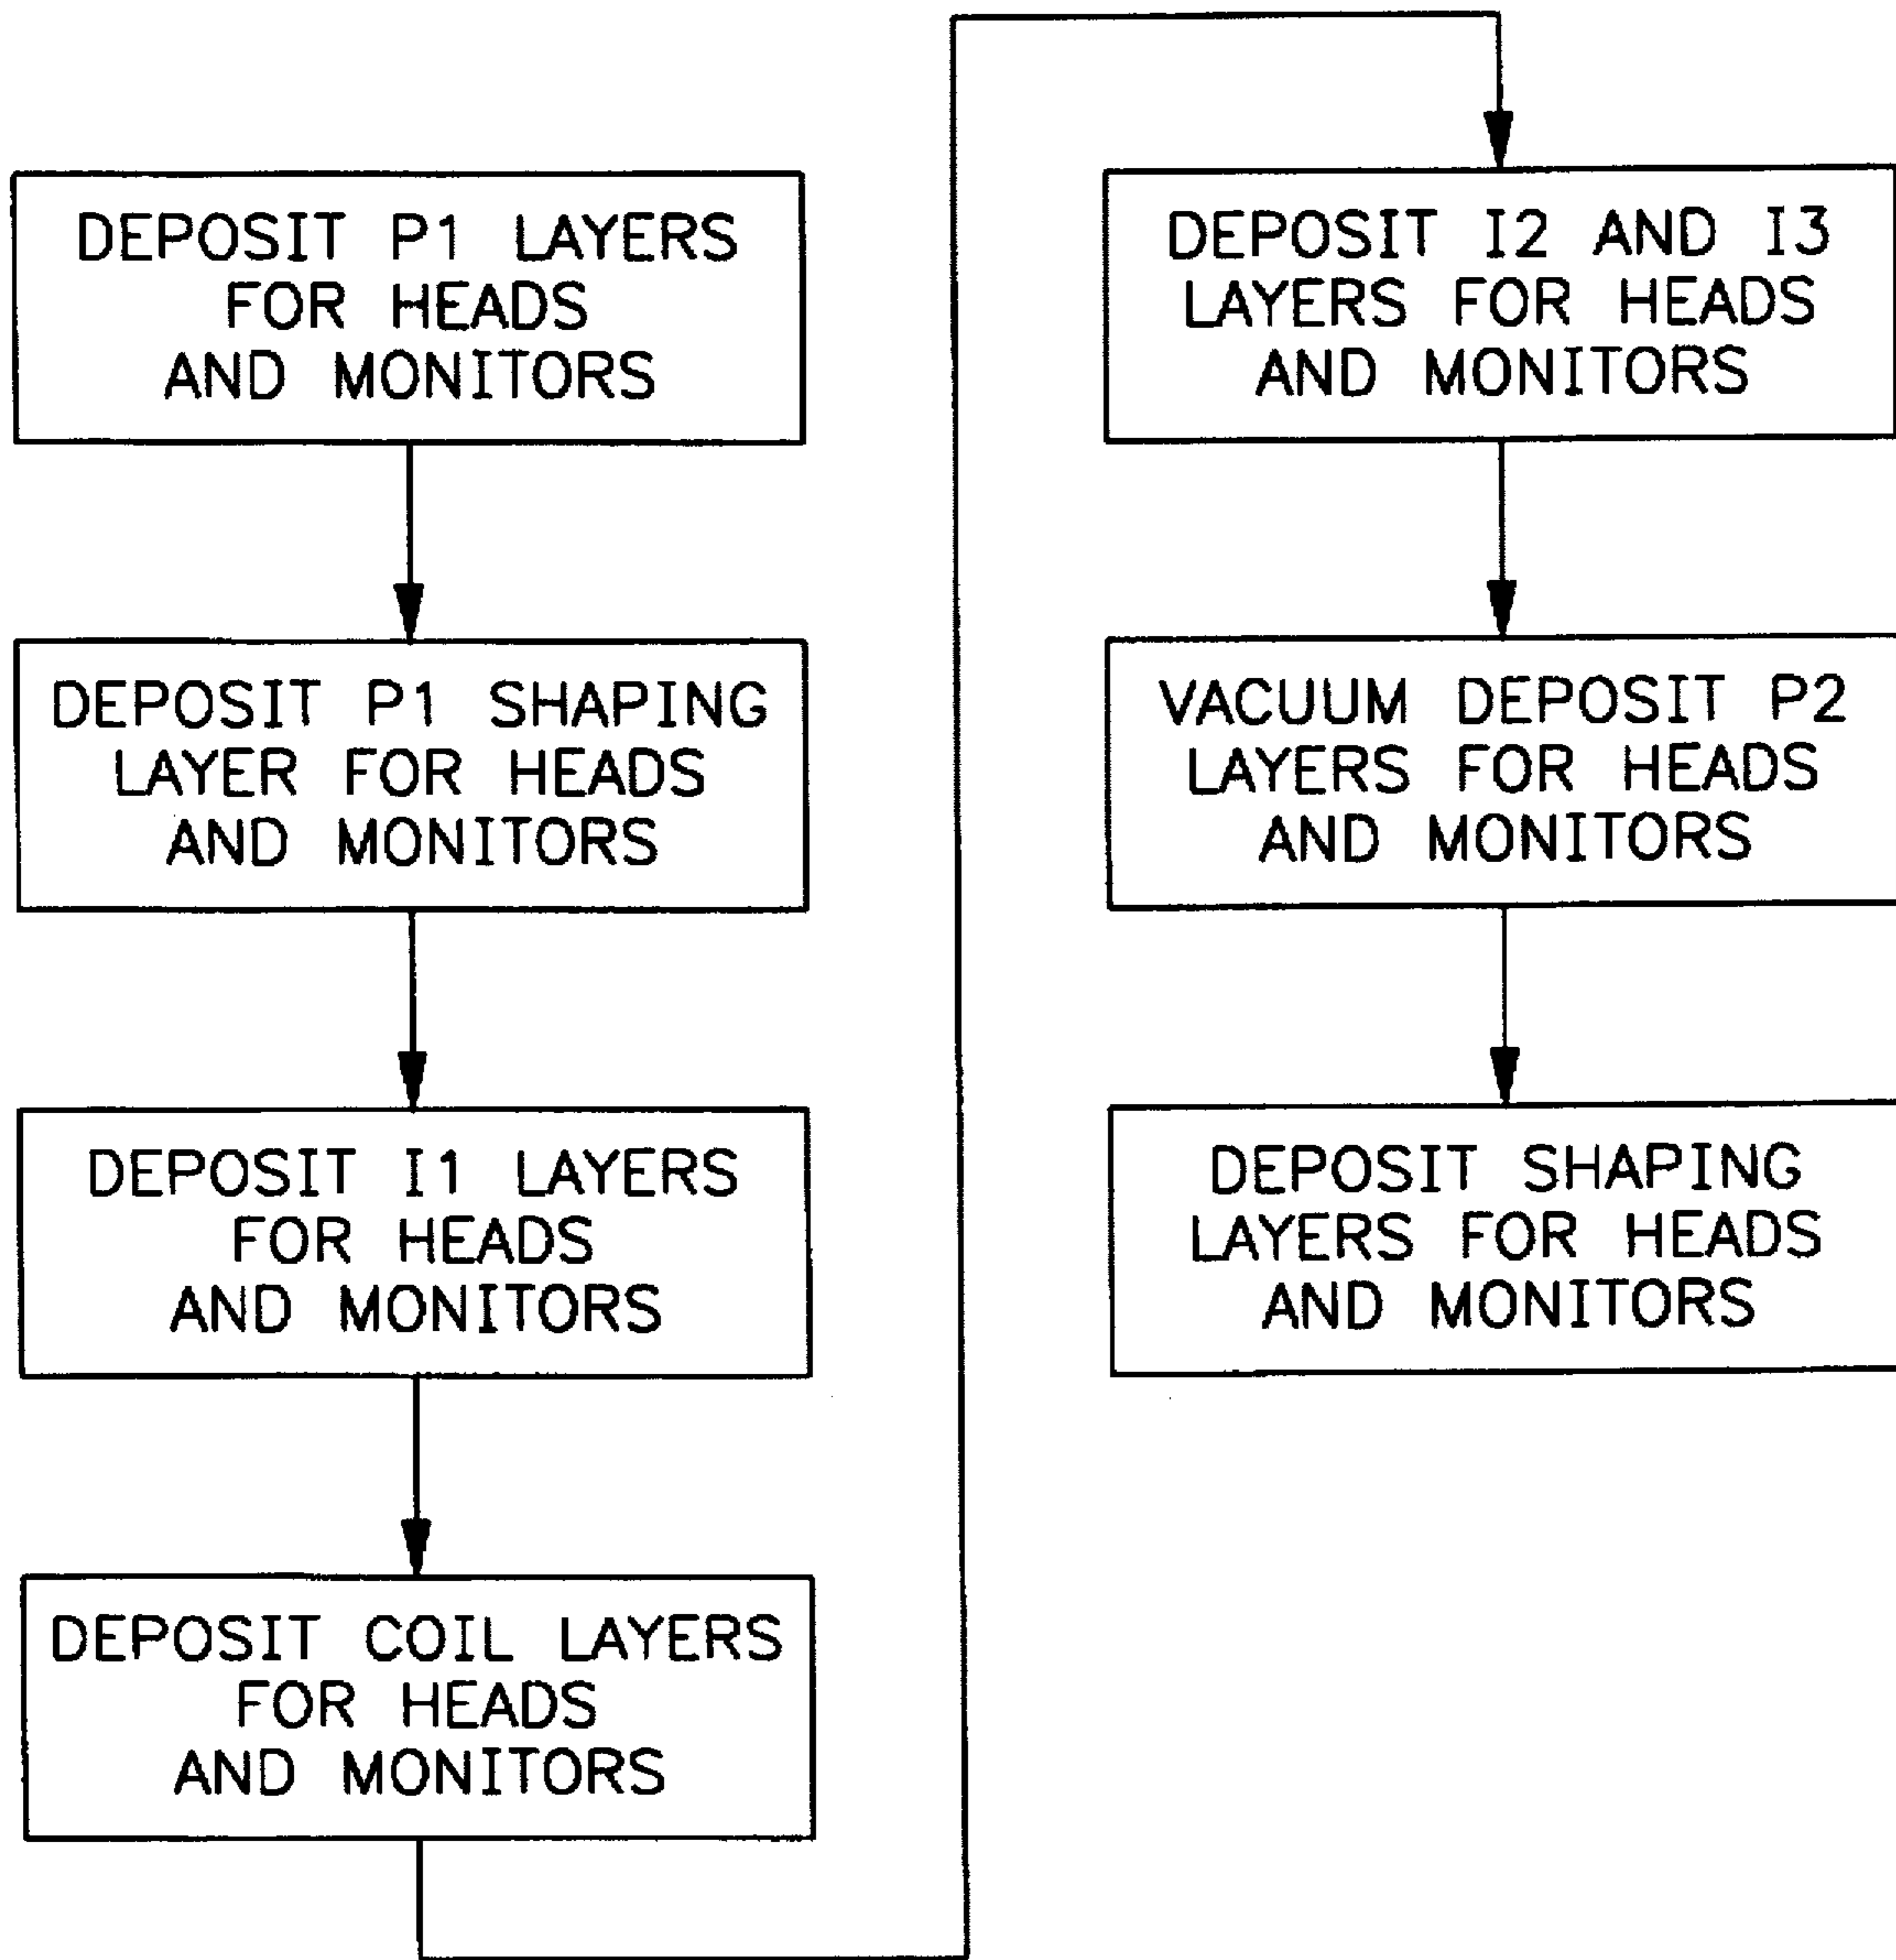 DEPOSIT P1 LAYERS
FOR HEADS
AND MONITORS
DEPOSIT P1 SHAPING
LAYER FOR HEADS
AND MONITORS
DEPOSIT I1 LAYERS
FOR HEADS
AND MONITORS
DEPOSIT COIL LAYERS
FOR HEADS
AND MONITORS
DEPOSIT I2 AND I3
LAYERS FOR HEADS
AND MONITORS
VACUUM DEPOSIT P2
LAYERS FOR HEADS
AND MONITORS
DEPOSIT SHAPING
LAYERS FOR HEADS
AND MONITORS